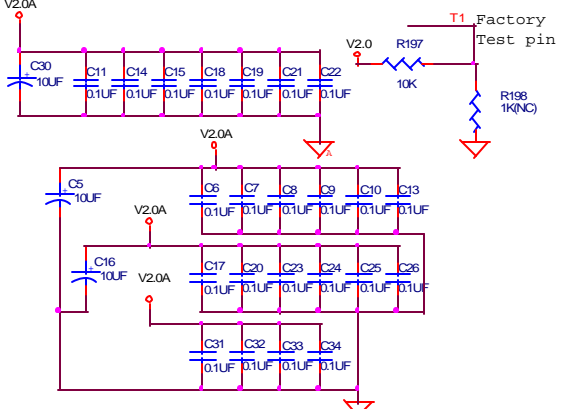 V2.0A
T1 Factory
Test pin
V2.0 R197
10K
R198
1K(NC)
C30
10UF
C11 C14 C15 C18 C19 C21 C22
0.1UF 0.1UF 0.1UF 0.1UF 0.1UF 0.1UF 0.1UF
A
V2.0A
C5
10UF
C6 C7 C8 C9 C10 C13
0.1UF 0.1UF 0.1UF 0.1UF 0.1UF 0.1UF
V2.0A
C16
10UF
C17 C20 C23 C24 C25 C26
0.1UF 0.1UF 0.1UF 0.1UF 0.1UF 0.1UF
V2.0A
C31 C32 C33 C34
0.1UF 0.1UF 0.1UF 0.1UF